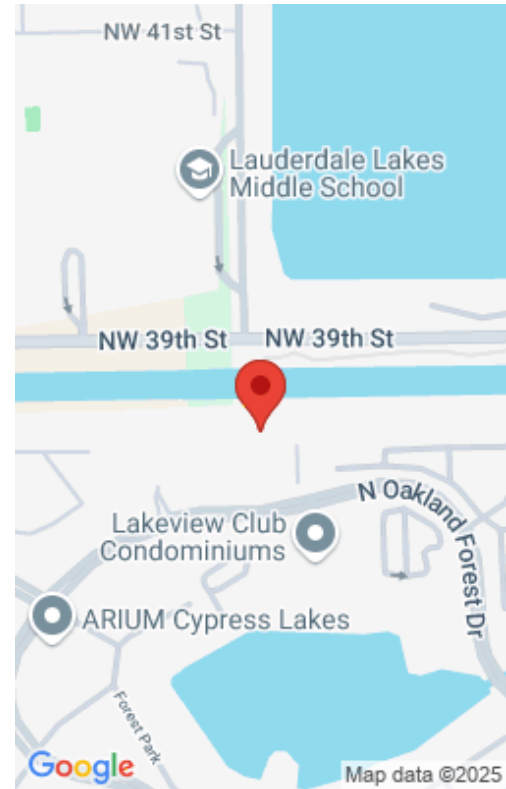 NW 41st St
Lauderdale Lakes
Middle School
NW 39th St
NW 39th St
N Oakland Forest Dr
Lakeview Club
Condominiums
ARIUM Cypress Lakes
Forest Park
Google
Map data ©2025